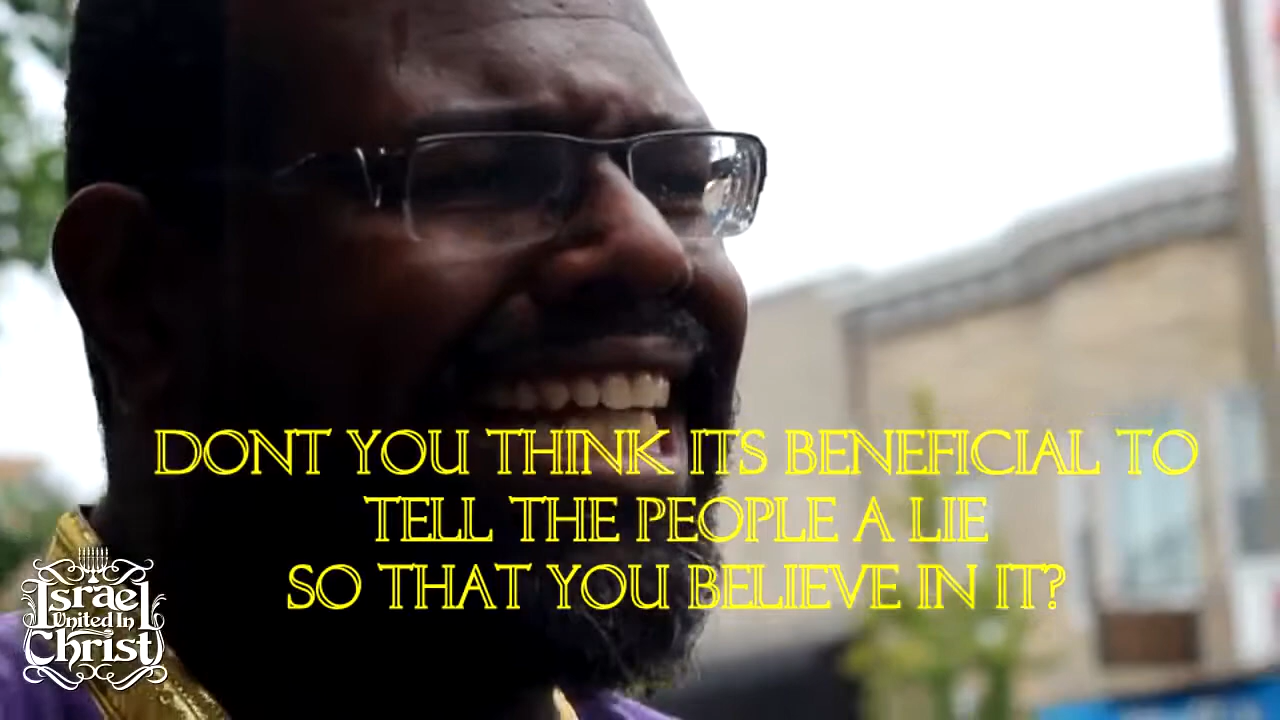 DONT YOU THINK ITS BENEFICIAL TO
TELL THE PEOPLE A LIE
SO THAT YOU BELIEVE IN IT?
Israel
United In
Christ